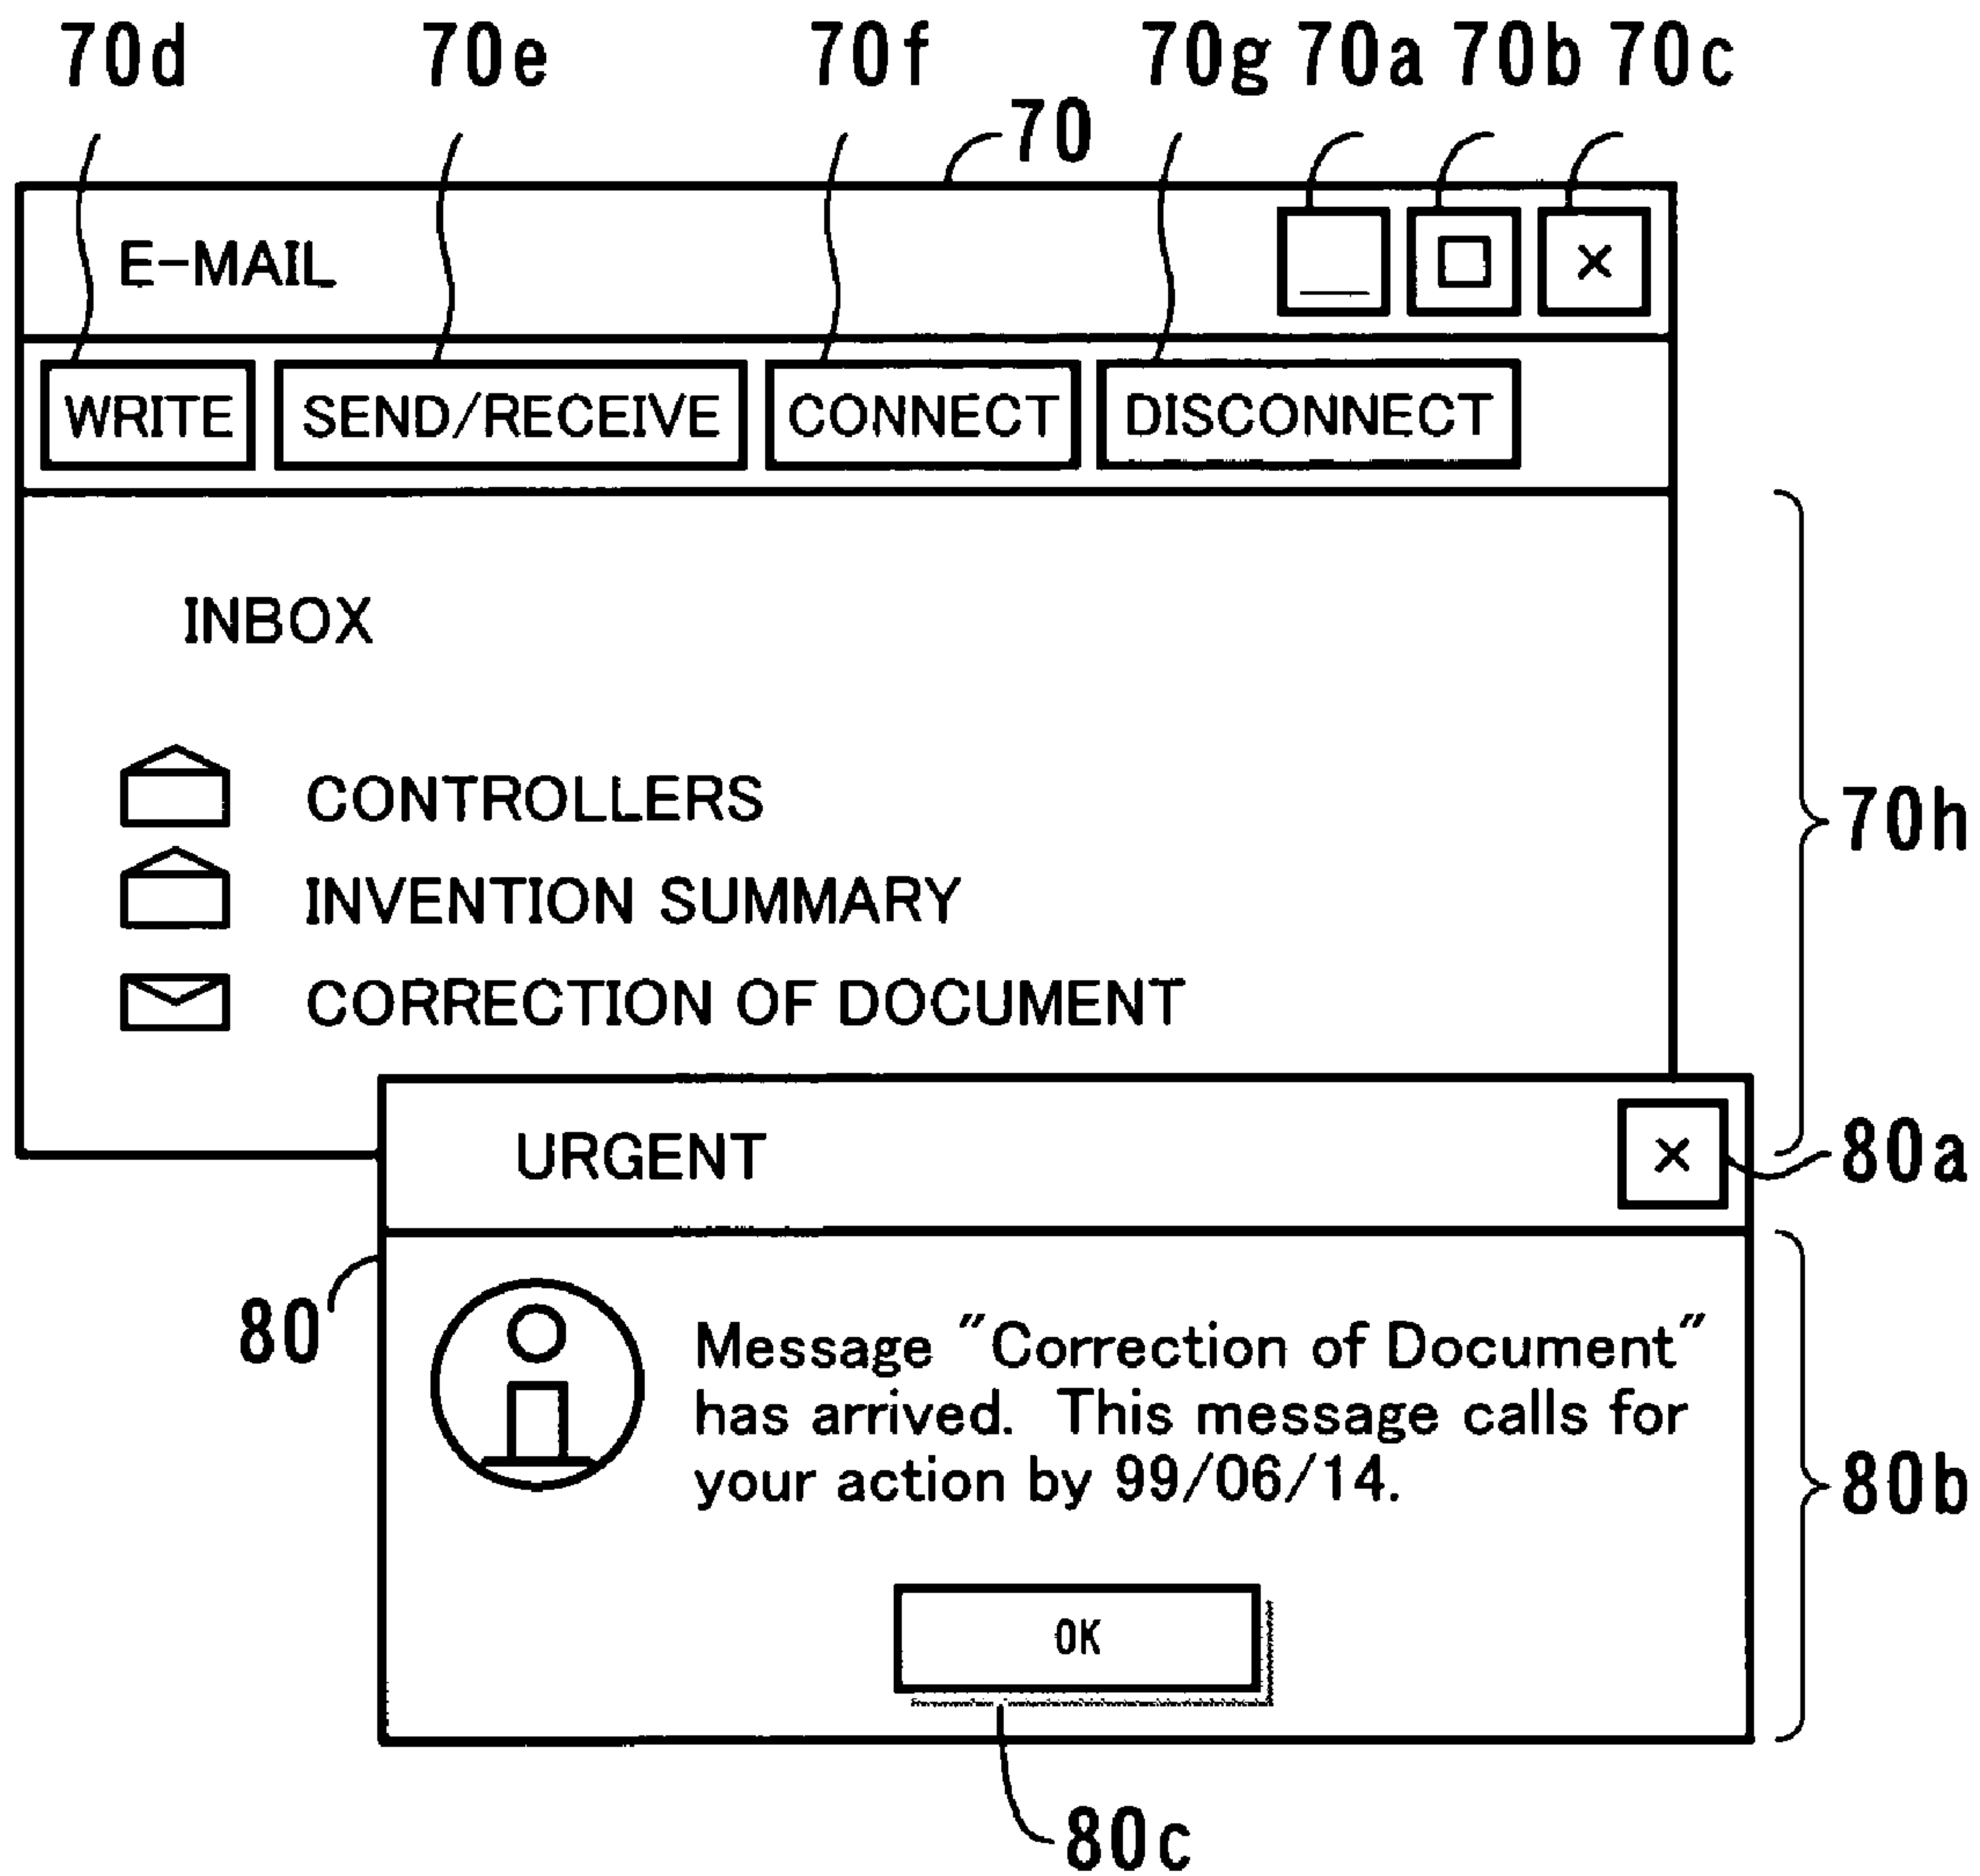 70d 70e 70f 70g 70a 70b 70c
70
E-MAIL
×
WRITE SEND/RECEIVE CONNECT DISCONNECT
INBOX
CONTROLLERS
70h
INVENTION SUMMARY
CORRECTION OF DOCUMENT
URGENT
×
80a
80
Message "Correction of Document"
has arrived. This message calls for
your action by 99/06/14.
80b
OK
80c